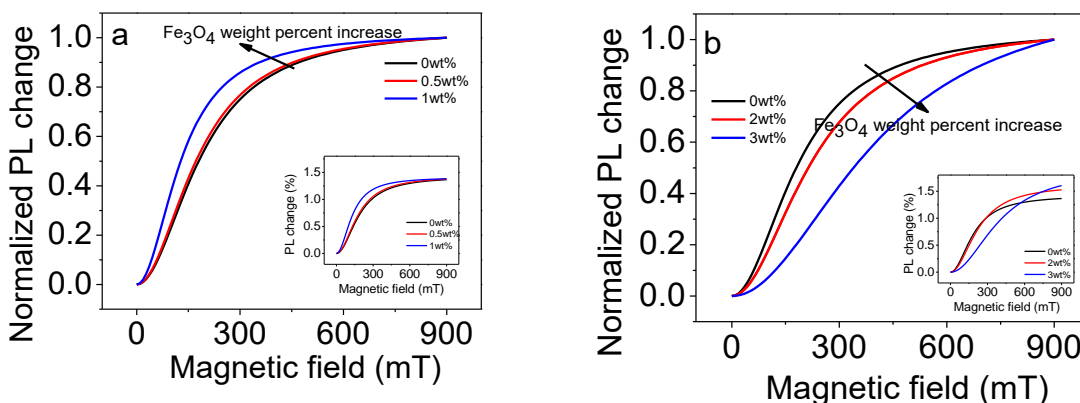 a
Fe3O4 weight percent increase
0wt%
0.5wt%
1wt%
Normalized PL change
1.0
0.8
0.6
0.4
0.2
0.0
0
300
600
900
Magnetic field (mT)
PL change (%)
1.5
1.0
0.5
0.0
0wt%
0.5wt%
1wt%
0 300 600 900
Magnetic field (mT)
b
0wt%
2wt%
3wt%
Fe3O4 weight percent increase
Normalized PL change
1.0
0.8
0.6
0.4
0.2
0.0
0
300
600
900
Magnetic field (mT)
PL change (%)
1.5
1.0
0.5
0.0
0wt%
2wt%
3wt%
0 300 600 900
Magnetic field (mT)